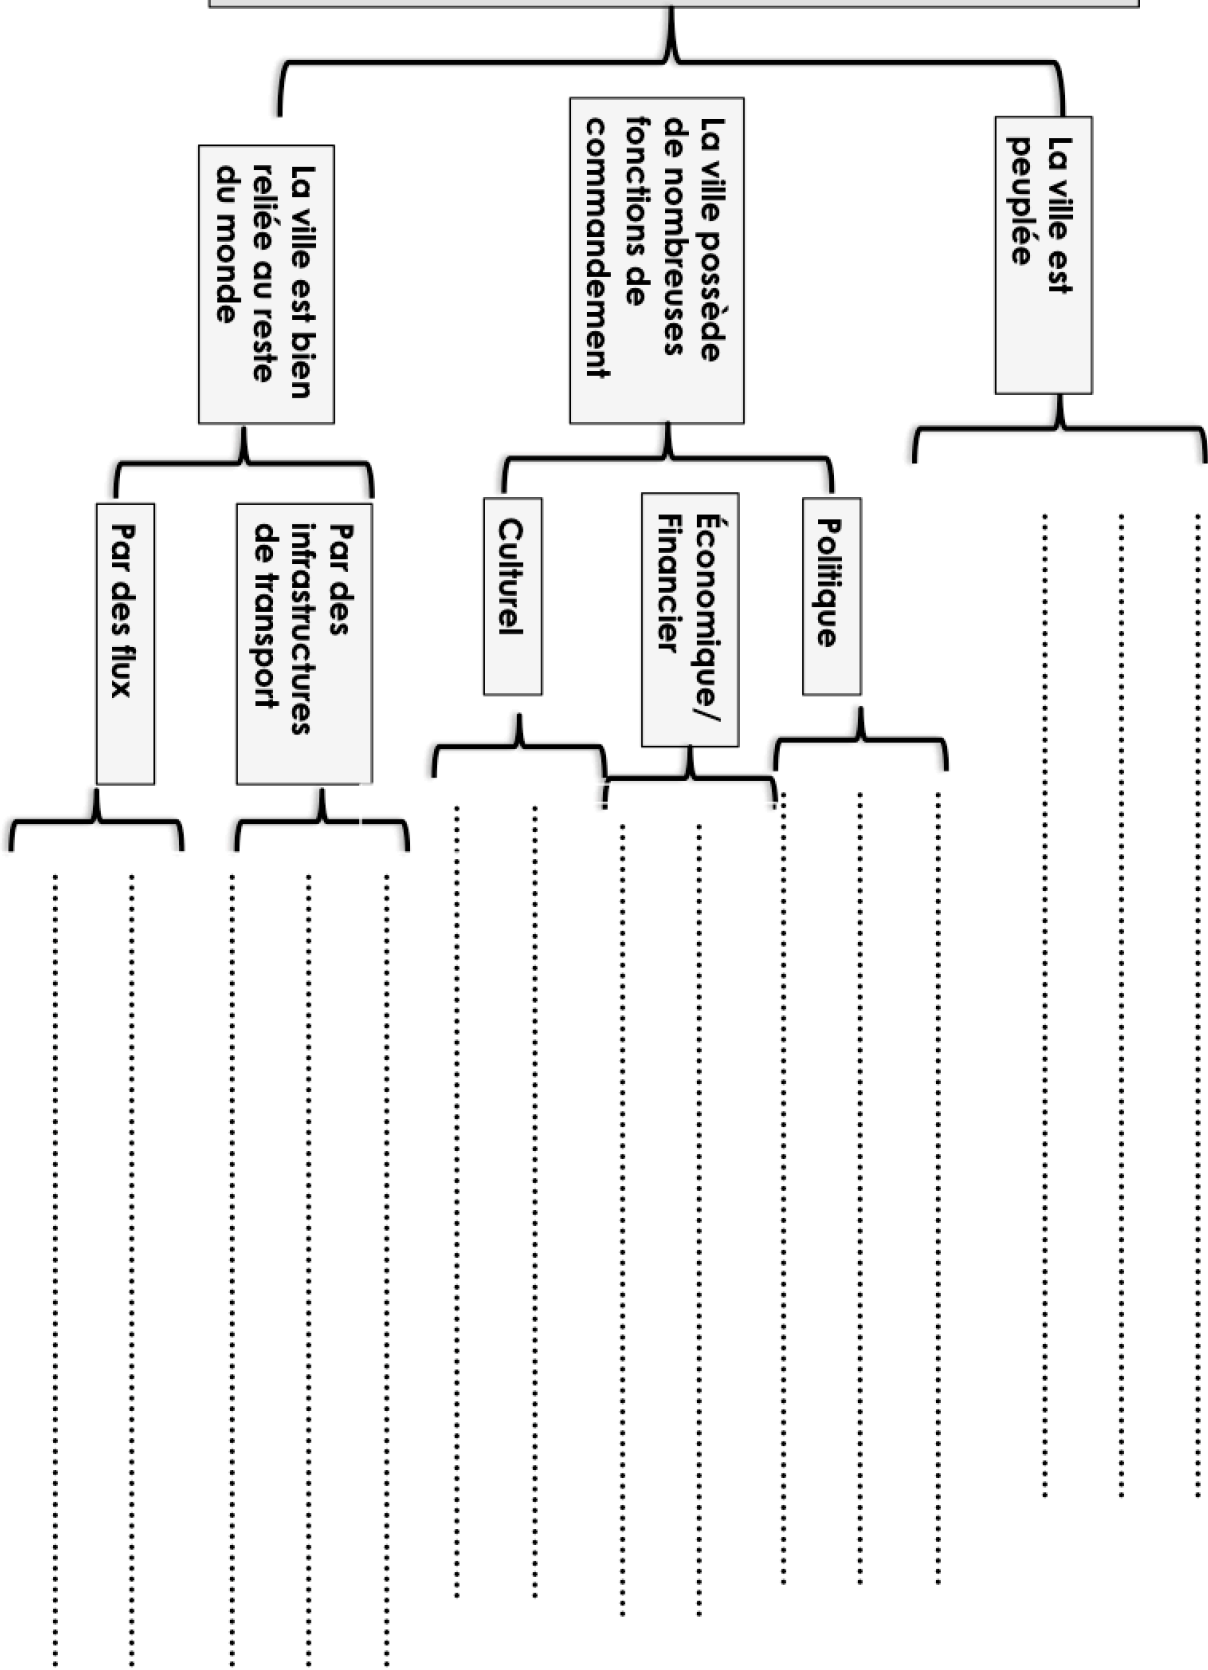 La ville est
peuplée
La ville possède
de nombreuses
fonctions de
commandement
Politique
Économique/
Financier
Culturel
La ville est bien
reliée au reste
du monde
Par des
infrastructures
de transport
Par des flux